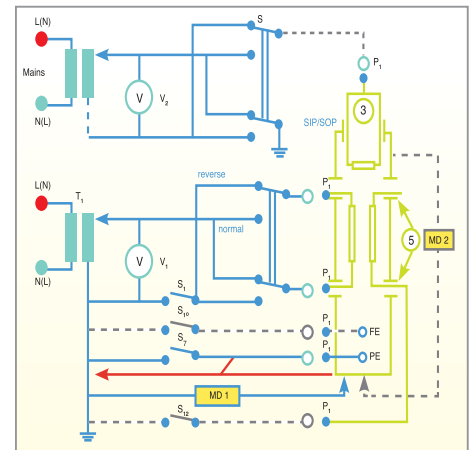 L(N)
S
P1
Mains
V
V2
3
N(L)
SIP/SOP
L(N)
T1
reverse
P1
normal
5
MD 2
V
V1
N(L)
S1
P1
S10
P1
FE
S7
P1
PE
MD 1
S12
P1